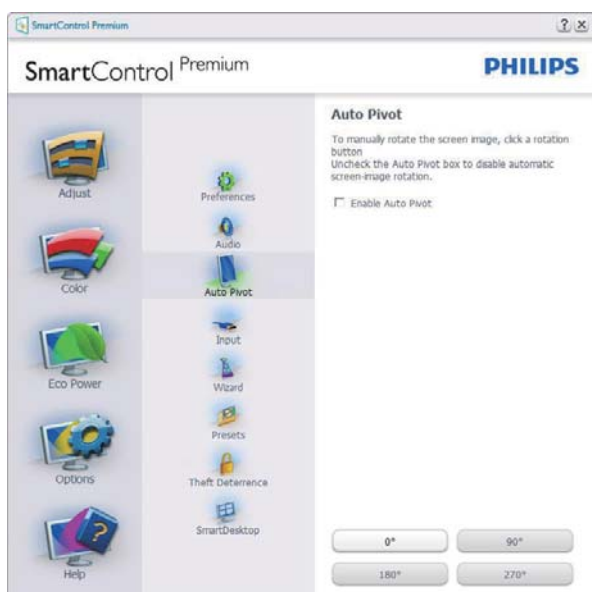 SmartControl Premium
SmartControl Premium
PHILIPS
Adjust
Color
Eco Power
Options
Help
Preferences
Audio
Auto Pivot
Input
Wizard
Presets
Theft Deterrence
SmartDesktop
Auto Pivot
To manually rotate the screen image, click a rotation
button
Uncheck the Auto Pivot box to disable automatic
screen-image rotation.
Enable Auto Pivot
0°
90°
180°
270°